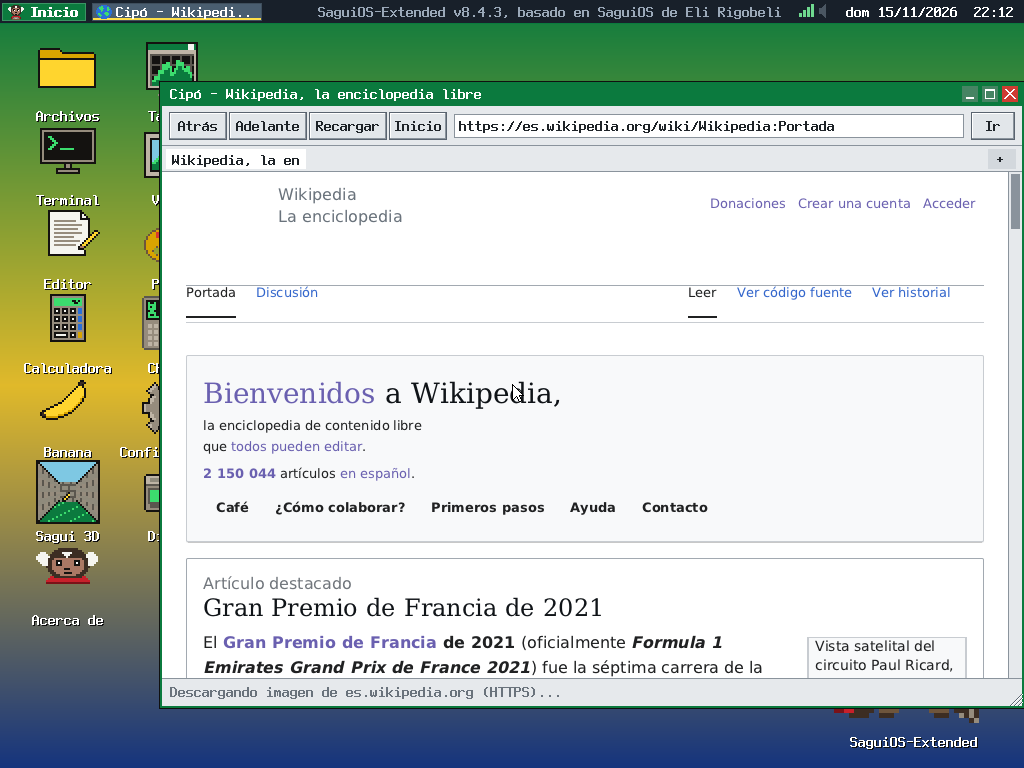 Inicio
Cipó - Wikipedi..
SaguiOS-Extended v8.4.3, basado en SaguiOS de Eli Rigobeli
dom 15/11/2026 22:12
Archivos
Terminal
Editor
Calculadora
Banana
Sagui 3D
Acerca de
Cipó - Wikipedia, la enciclopedia libre
Atrás
Adelante
Recargar
Inicio
https://es.wikipedia.org/wiki/Wikipedia:Portada
Ir
Wikipedia, la en
+
Wikipedia
La enciclopedia
Donaciones Crear una cuenta Acceder
Portada Discusión
Leer Ver código fuente Ver historial
Bienvenidos a Wikipedia,
la enciclopedia de contenido libre
que todos pueden editar.
2 150 044 artículos en español.
Café ¿Cómo colaborar? Primeros pasos Ayuda Contacto
Artículo destacado
Gran Premio de Francia de 2021
El Gran Premio de Francia de 2021 (oficialmente Formula 1
Emirates Grand Prix de France 2021) fue la séptima carrera de la
Vista satelital del
circuito Paul Ricard,
Descargando imagen de es.wikipedia.org (HTTPS)...
SaguiOS-Extended